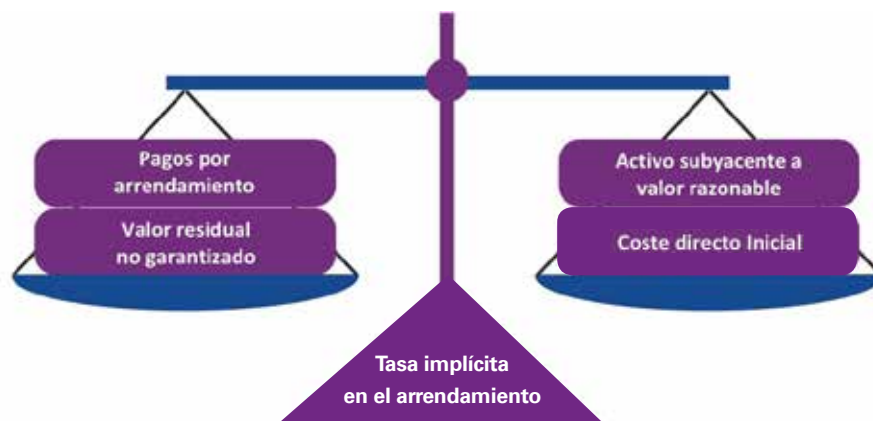 Pagos por
arrendamiento
Valor residual
no garantizado
Activo subyacente a
valor razonable
Coste directo Inicial
Tasa implícita
en el arrendamiento